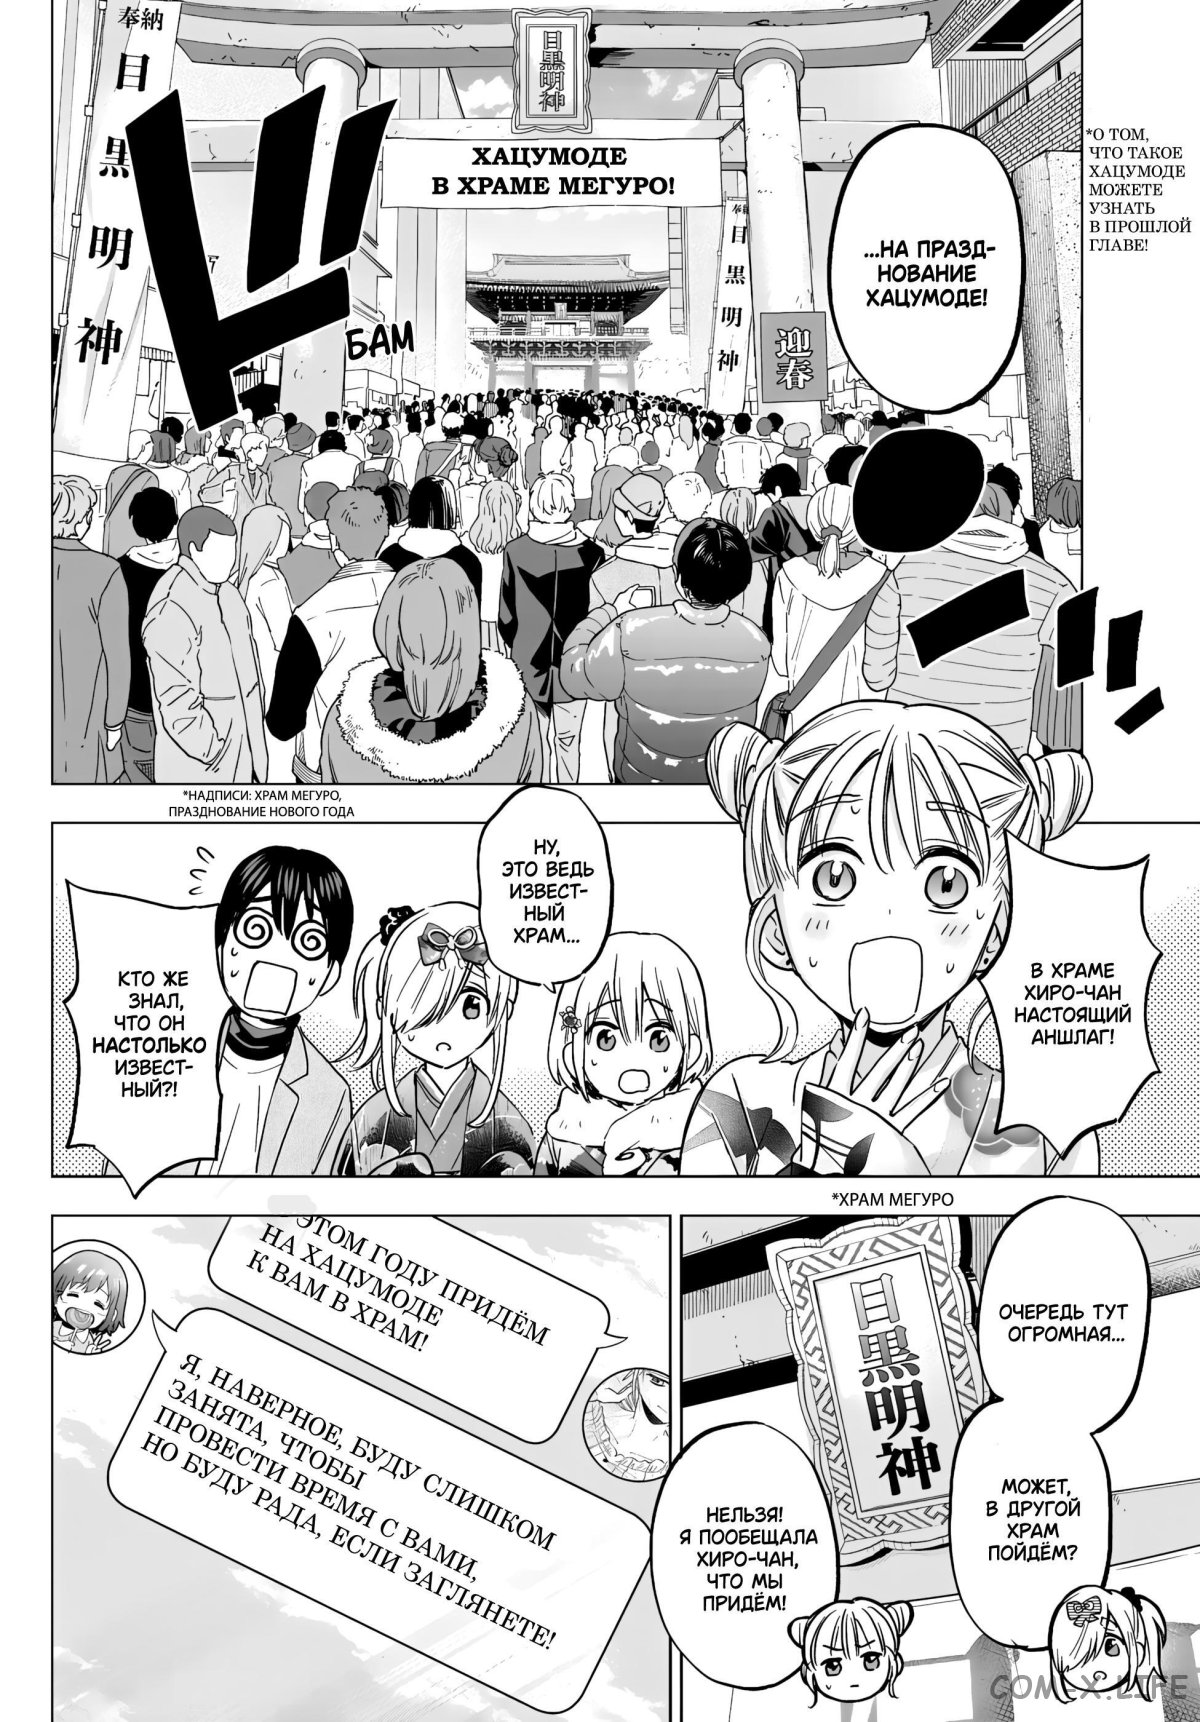 奉納
目黒明神
目黒明神
ХАЦУМОДЕ
В ХРАМЕ МЕГУРО!
奉納
目黒明神
迎春
ドドーン
БАМ
...НА ПРАЗД-
НОВАНИЕ
ХАЦУМОДЕ!
*О ТОМ,
ЧТО ТАКОЕ
ХАЦУМОДЕ
МОЖЕТЕ
УЗНАТЬ
В ПРОШЛОЙ
ГЛАВЕ!
*НАДПИСИ: ХРАМ МЕГУРО,
ПРАЗДНОВАНИЕ НОВОГО ГОДА
КТО ЖЕ
ЗНАЛ,
ЧТО ОН
НАСТОЛЬКО
ИЗВЕСТ-
НЫЙ?!
НУ,
ЭТО ВЕДЬ
ИЗВЕСТ-
НЫЙ
ХРАМ...
В ХРАМЕ
ХИРО-ЧАН
НАСТОЯЩИЙ
АНШЛАГ!
ЭТОМ ГОДУ ПРИДЁМ
НА ХАЦУМОДЕ
К ВАМ В ХРАМ!
Я, НАВЕРНОЕ, БУДУ СЛИШКОМ
ЗАНЯТА, ЧТОБЫ
ПРОВЕСТИ ВРЕМЯ С ВАМИ,
НО БУДУ РАДА, ЕСЛИ ЗАГЛЯНЕТЕ!
*ХРАМ МЕГУРО
目黒明神
ОЧЕРЕДЬ ТУТ
ОГРОМНАЯ...
МОЖЕТ,
В ДРУГОЙ
ХРАМ
ПОЙДЁМ?
НЕЛЬЗЯ!
Я ПООБЕЩАЛА
ХИРО-ЧАН,
ЧТО МЫ
ПРИДЁМ!
COM-X.LIFE